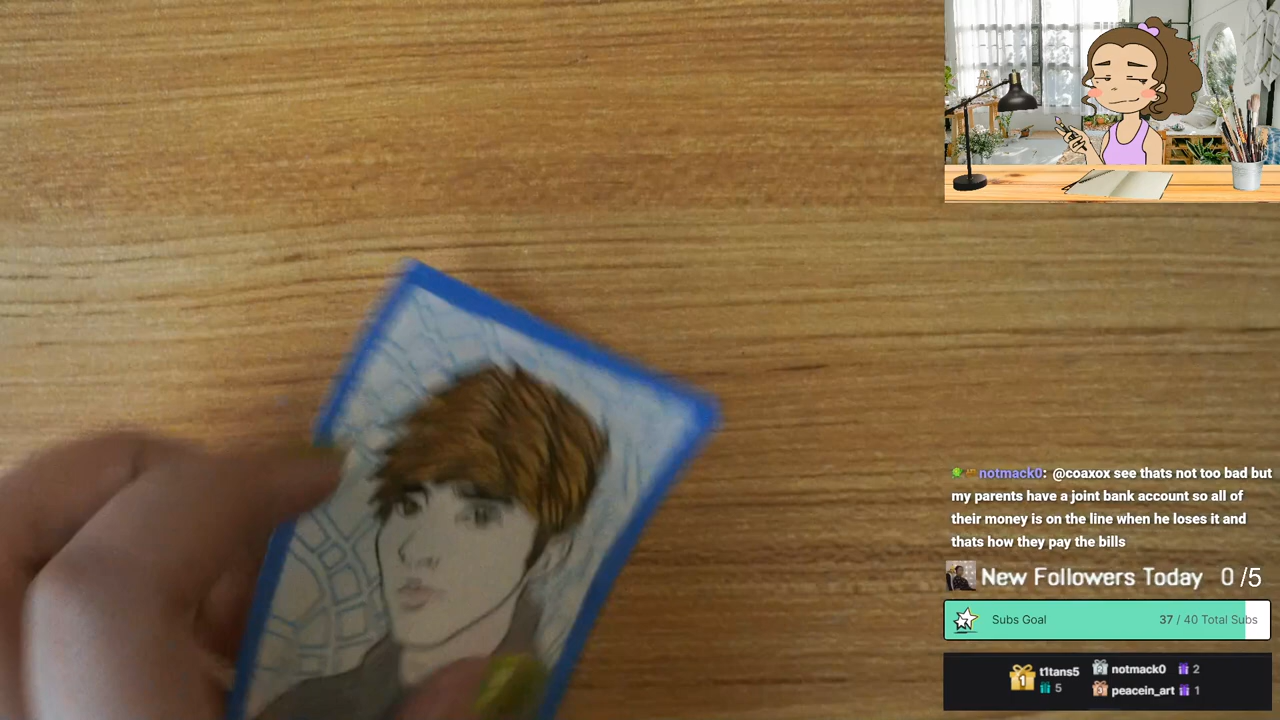 notmack0: @coaxox see thats not too bad but
my parents have a joint bank account so all of
their money is on the line when he loses it and
thats how they pay the bills
New Followers Today 0 /5
Subs Goal 37 / 40 Total Subs
1 t1tans5 5
notmack0 2
peacein_art 1